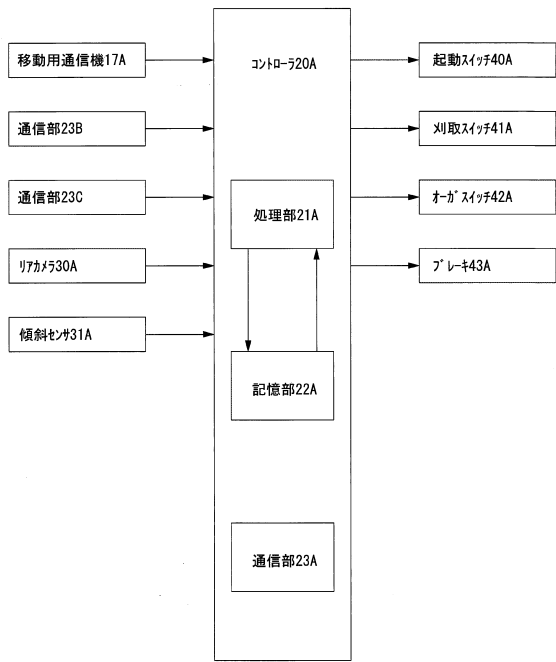 移動用通信機17A
通信部23B
通信部23C
ﾘｱｶﾒﾗ30A
傾斜ｾﾝｻ31A
ｺﾝﾄﾛｰﾗ20A
処理部21A
記憶部22A
通信部23A
起動ｽｲｯﾁ40A
刈取ｽｲｯﾁ41A
ｵｰｶﾞｽｲｯﾁ42A
ﾌﾞﾚｰｷ43A